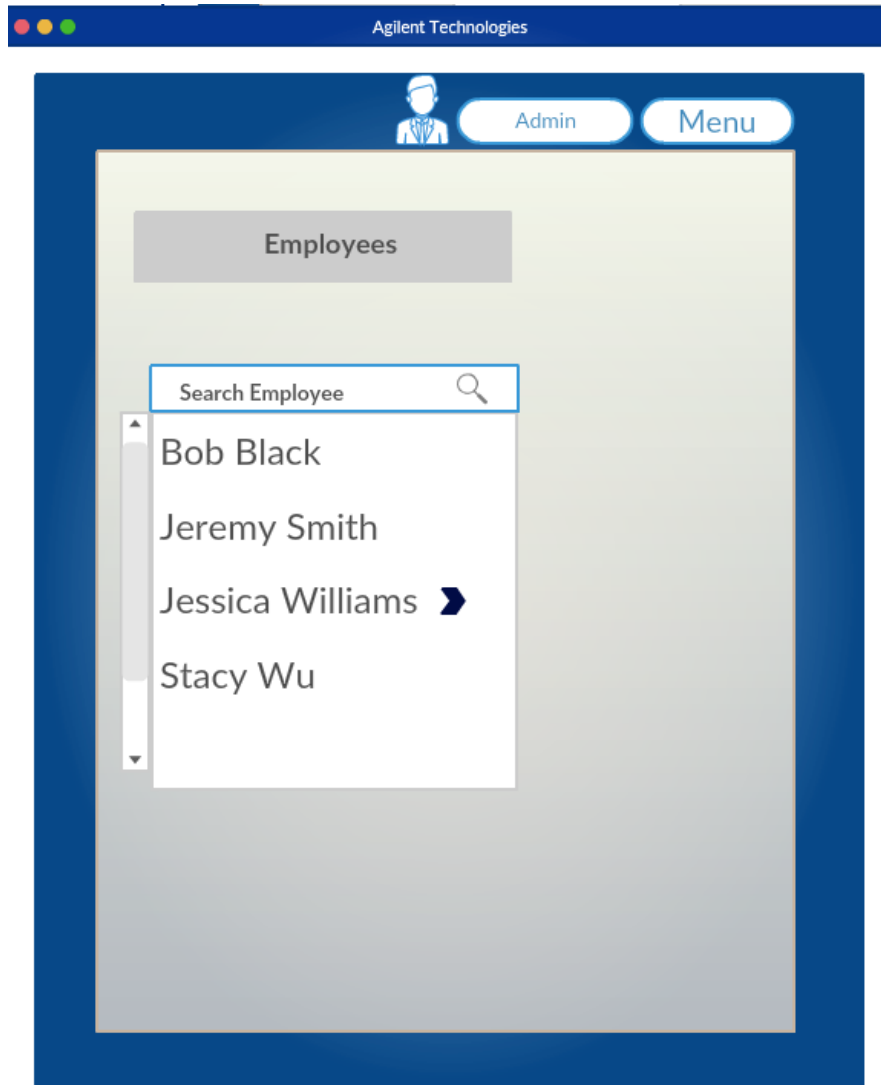 Agilent Technologies
Admin
Menu
Employees
Search Employee
Bob Black
Jeremy Smith
Jessica Williams
Stacy Wu